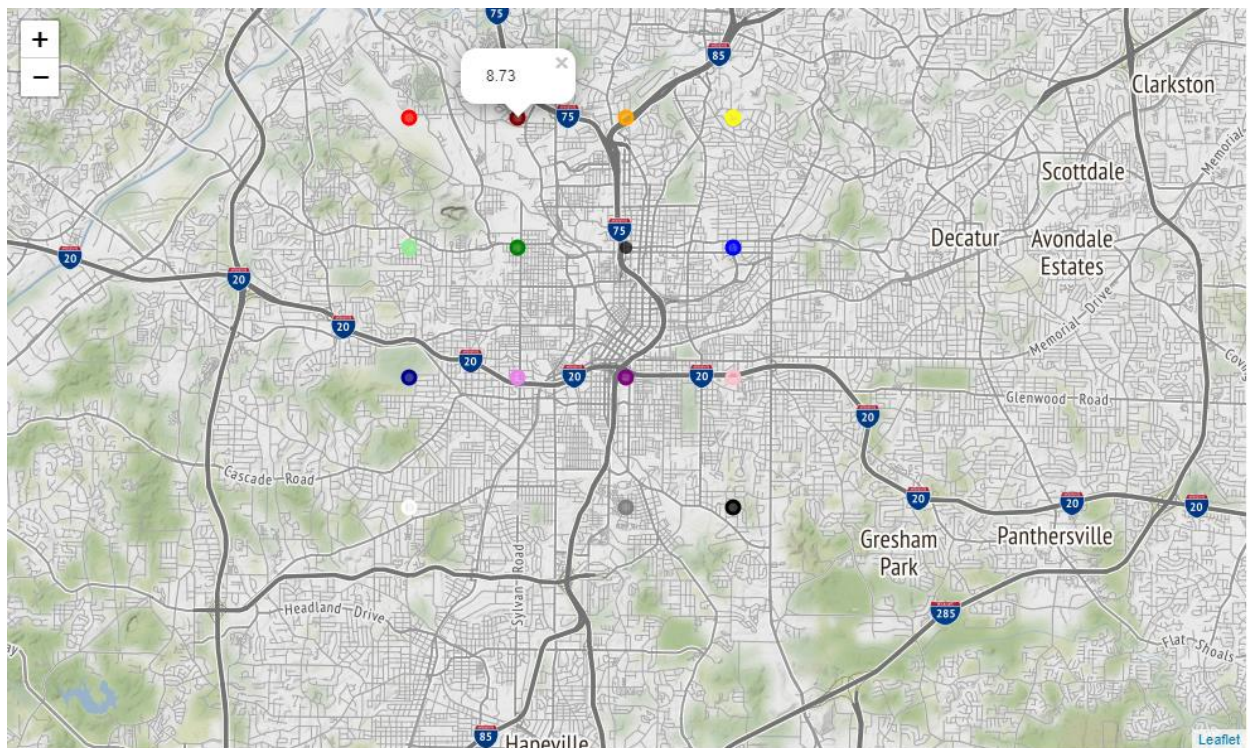 75
+
−
×
8.73
85
75
Clarkston
Memorial
Scottdale
75
Decatur
Avondale
Estates
20
20
20
Memorial—Drive
20
20
20
Glenwood—Road
20
Cascade—Road
20
20
20
Gresham
Park
Panthersville
Sylvan Road
Headland—Drive
285
Flat—Shoals
85
Hapeville
Leaflet